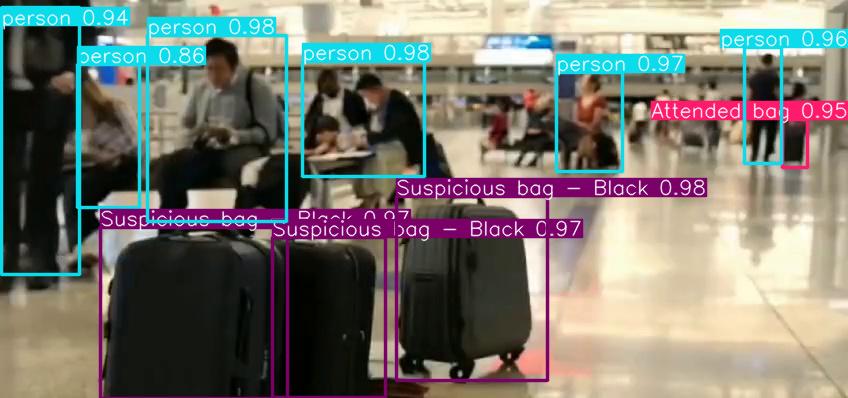 person 0.94
person 0.98
person 0.86
person 0.98
person 0.97
person 0.96
Attended bag 0.95
Suspicious bag - Black 0.98
Suspicious bag - Black 0.97
Suspicious bag - Black 0.97